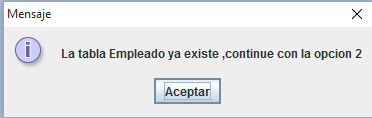 Mensaje
La tabla Empleado ya existe ,continue con la opcion 2
Aceptar